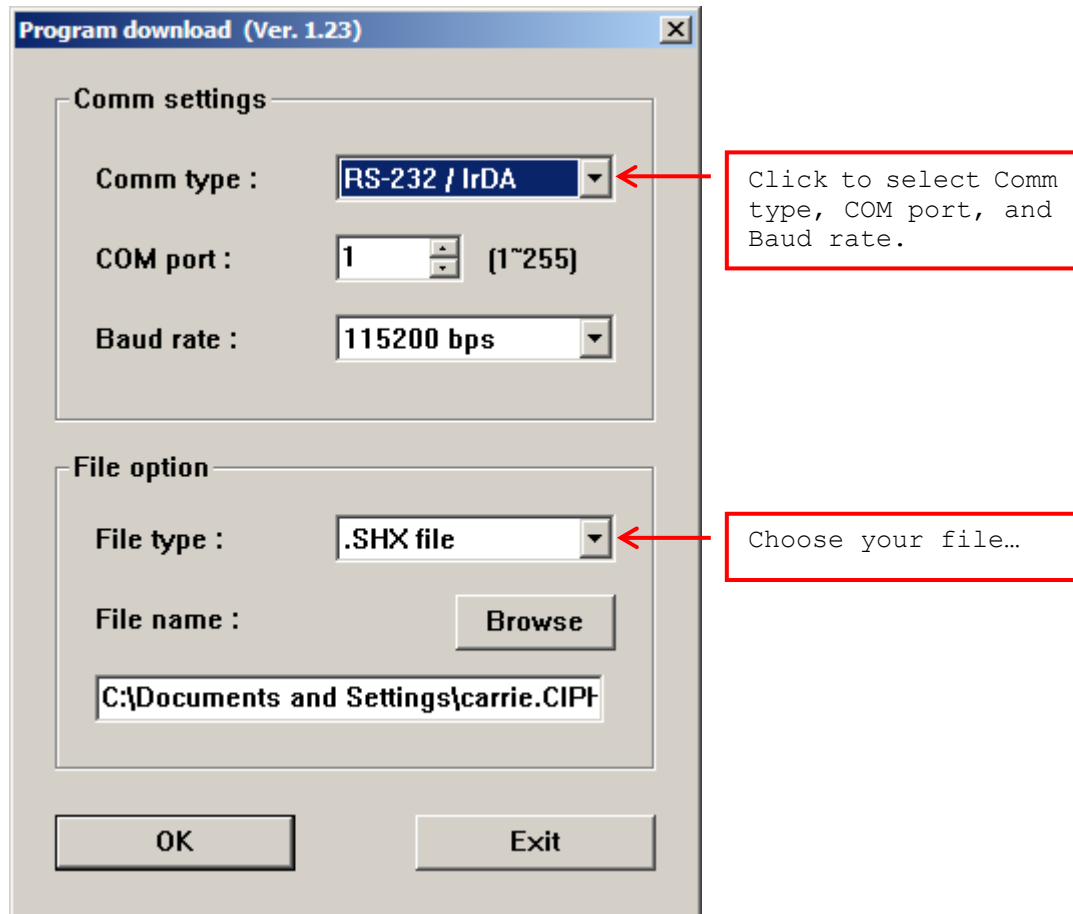 Program download (Ver. 1.23)
Comm settings
Comm type : RS-232 / IrDA
Click to select Comm
type, COM port, and
Baud rate.
COM port : 1 (1~255)
Baud rate : 115200 bps
File option
File type : .SHX file
Choose your file…
File name : Browse
C:\Documents and Settings\carrie.CIPH
OK Exit